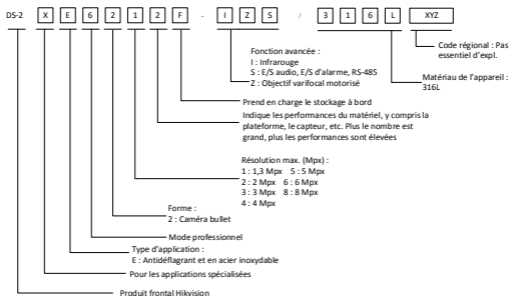 DS-2 X E 6 2 1 2 F - I Z S / 3 1 6 L XYZ
Code régional : Pas
essentiel d'expl.
Matériau de l'appareil :
316L
Fonction avancée :
I : Infrarouge
S : E/S audio, E/S d'alarme, RS-485
Z : Objectif varifocal motorisé
Prend en charge le stockage à bord
Indique les performances du matériel, y compris la
plateforme, le capteur, etc. Plus le nombre est
grand, plus les performances sont élevées
Résolution max. (Mpx) :
1 : 1,3 Mpx 5 : 5 Mpx
2 : 2 Mpx 6 : 6 Mpx
3 : 3 Mpx 8 : 8 Mpx
4 : 4 Mpx
Forme :
2 : Caméra bullet
Mode professionnel
Type d'application :
E : Antidéflagrant et en acier inoxydable
Pour les applications spécialisées
Produit frontal Hikvision